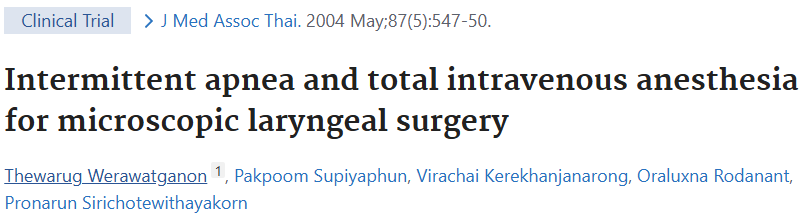 Clinical Trial > J Med Assoc Thai. 2004 May;87(5):547-50.
Intermittent apnea and total intravenous anesthesia
for microscopic laryngeal surgery
Thewarug Werawatganon 1, Pakpoom Supiyaphun, Virachai Kerekhanjanarong, Oraluxna Rodanant,
Pronarun Sirichotewithayakorn